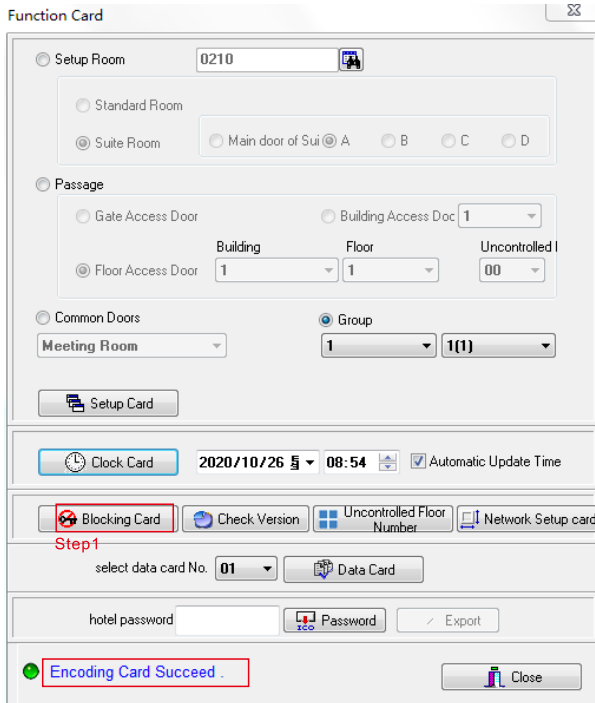 Function Card
Setup Room 0210
Standard Room
Suite Room Main door of Sui A B C D
Passage
Gate Access Door Building Access Doc 1
Building Floor Uncontrolled
Floor Access Door 1 1 00
Common Doors Group
Meeting Room 1 1(1)
Setup Card
Clock Card 2020/10/26 08:54 Automatic Update Time
Blocking Card Check Version Uncontrolled Floor Number Network Setup card
Step1
select data card No. 01 Data Card
hotel password Password Export
Encoding Card Succeed . Close